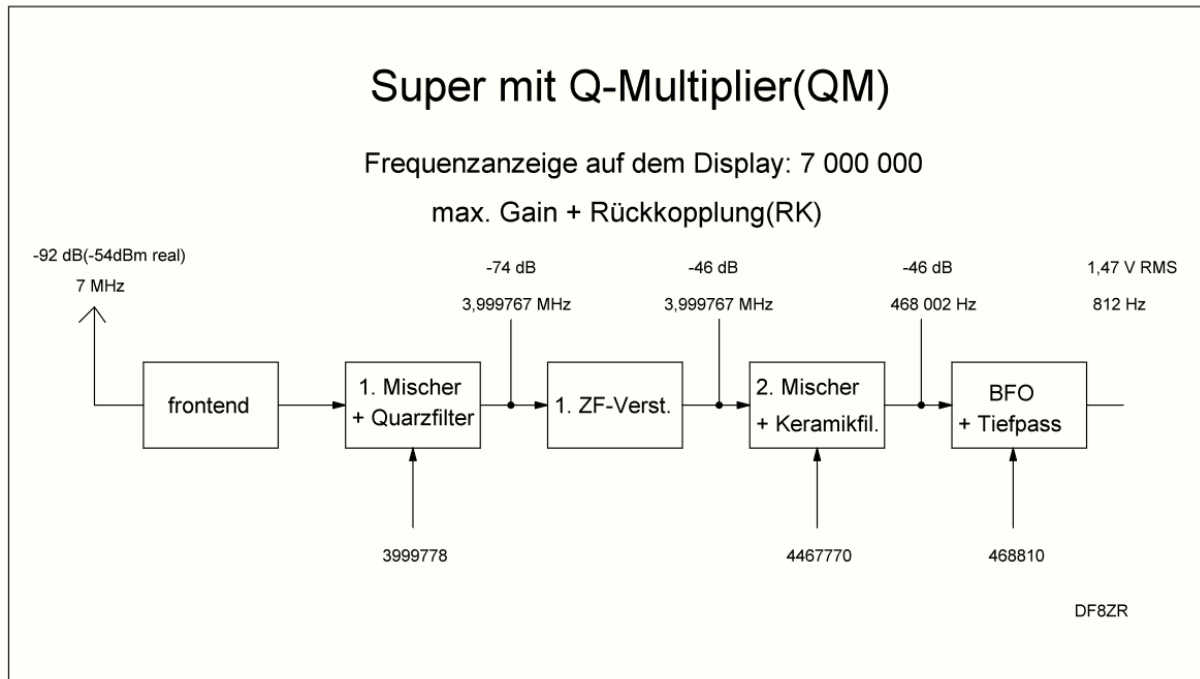 Super mit Q-Multiplier(QM)
Frequenzanzeige auf dem Display: 7 000 000
max. Gain + Rückkopplung(RK)
-92 dB(-54dBm real)
7 MHz
-74 dB
3,999767 MHz
-46 dB
3,999767 MHz
-46 dB
468 002 Hz
1,47 V RMS
812 Hz
frontend
1. Mischer
+ Quarzfilter
1. ZF-Verst.
2. Mischer
+ Keramikfil.
BFO
+ Tiefpass
3999778
4467770
468810
DF8ZR